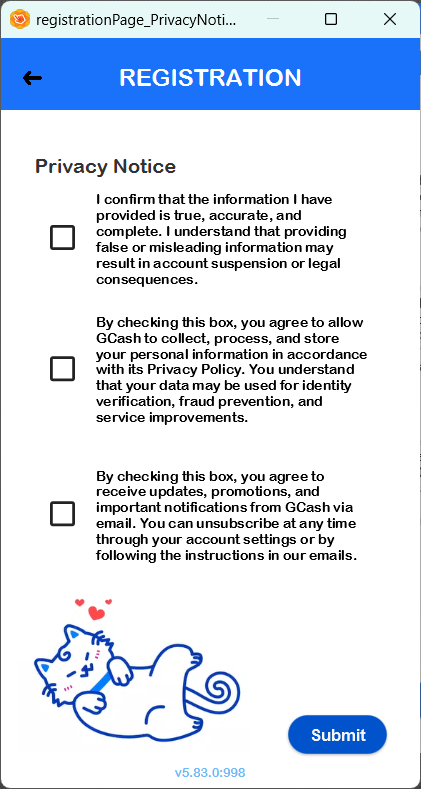 registrationPage_PrivacyNoti...
REGISTRATION
Privacy Notice
I confirm that the information I have
provided is true, accurate, and
complete. I understand that providing
false or misleading information may
result in account suspension or legal
consequences.
By checking this box, you agree to allow
GCash to collect, process, and store
your personal information in accordance
with its Privacy Policy. You understand
that your data may be used for identity
verification, fraud prevention, and
service improvements.
By checking this box, you agree to
receive updates, promotions, and
important notifications from GCash via
email. You can unsubscribe at any time
through your account settings or by
following the instructions in our emails.
Submit
v5.83.0:998